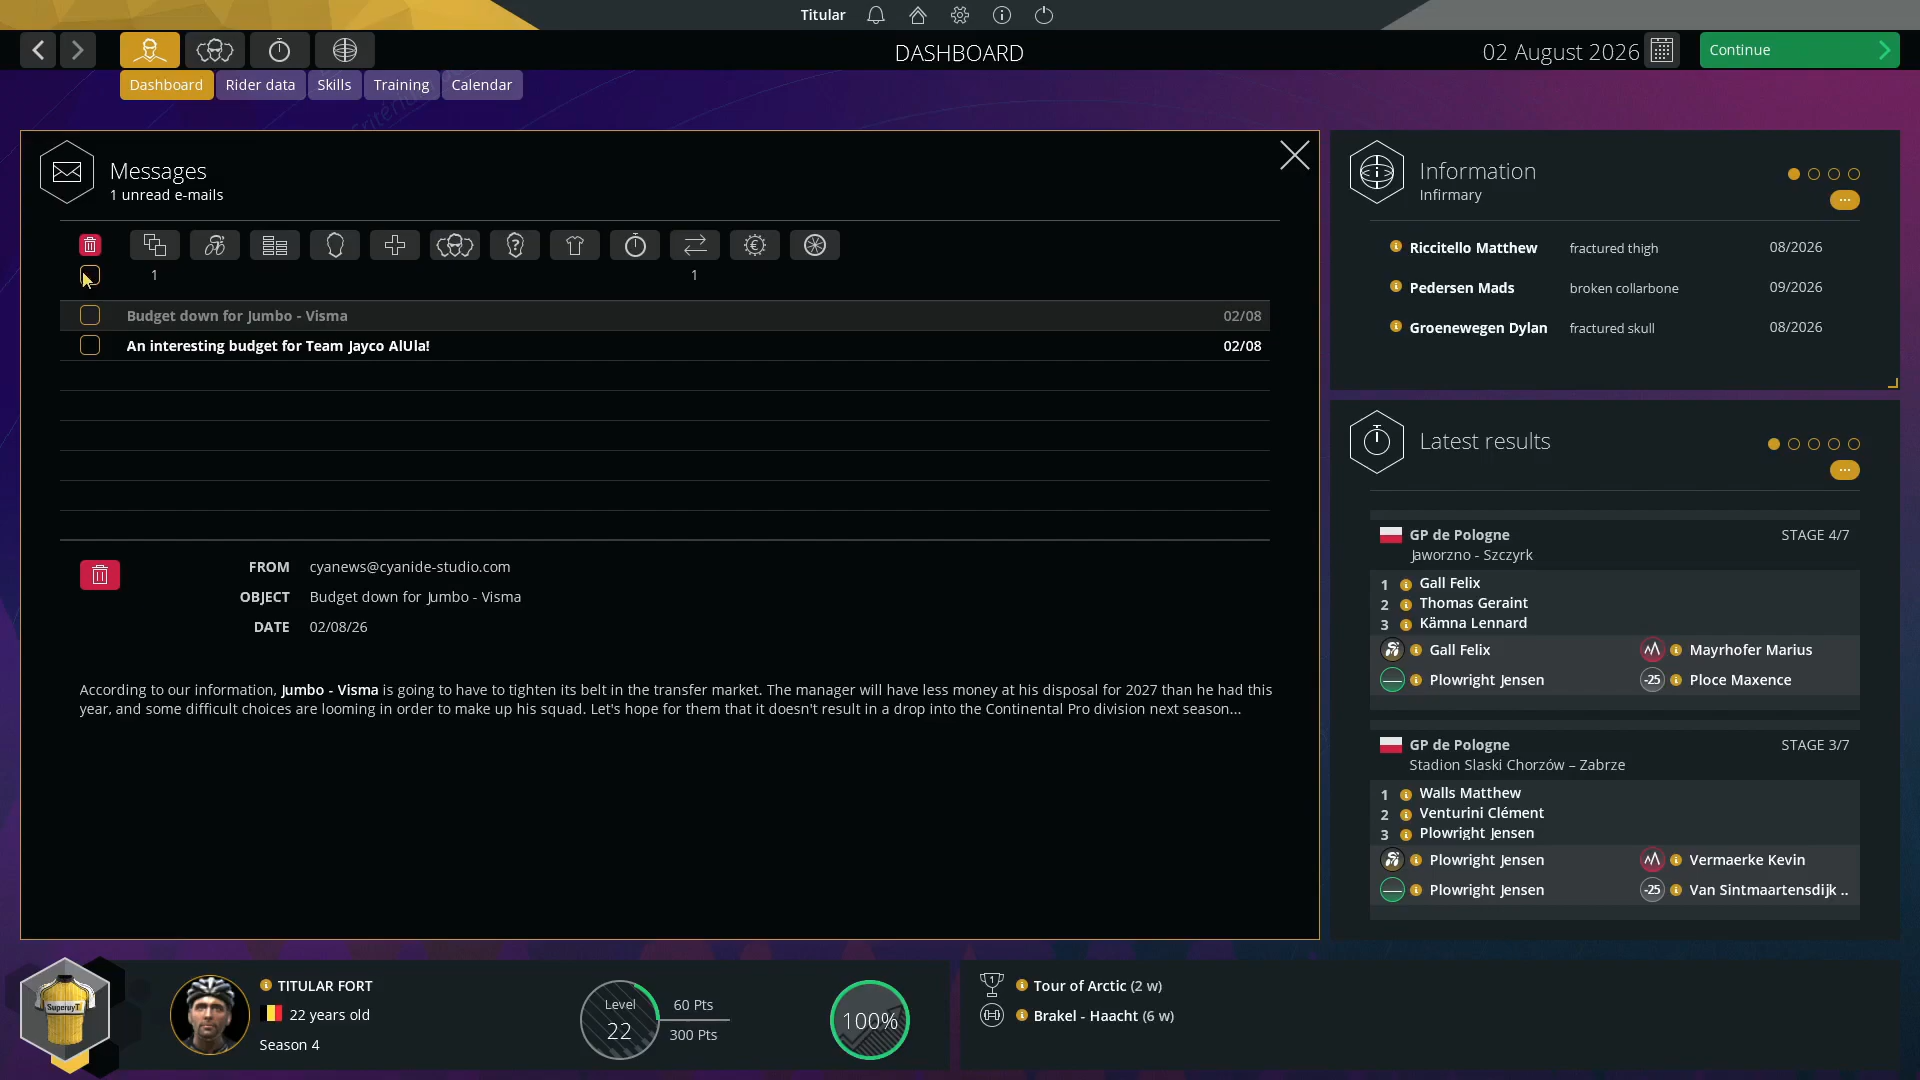 Titular
DASHBOARD
02 August 2026
Continue
Dashboard
Rider data
Skills
Training
Calendar
Messages
1 unread e-mails
1
1
Budget down for Jumbo - Visma
02/08
An interesting budget for Team Jayco AlUla!
02/08
FROM
cyanews@cyanide-studio.com
OBJECT
Budget down for Jumbo - Visma
DATE
02/08/26
According to our information, Jumbo - Visma is going to have to tighten its belt in the transfer market. The manager will have less money at his disposal for 2027 than he had this
year, and some difficult choices are looming in order to make up his squad. Let's hope for them that it doesn't result in a drop into the Continental Pro division next season...
Information
Infirmary
...
Riccitello Matthew
fractured thigh
08/2026
Pedersen Mads
broken collarbone
09/2026
Groenewegen Dylan
fractured skull
08/2026
Latest results
...
GP de Pologne
STAGE 4/7
Jaworzno - Szczyrk
1 Gall Felix
2 Thomas Geraint
3 Kämna Lennard
Gall Felix
Mayrhofer Marius
Plowright Jensen
-25 Ploce Maxence
GP de Pologne
STAGE 3/7
Stadion Slaski Chorzów – Zabrze
1 Walls Matthew
2 Venturini Clément
3 Plowright Jensen
Plowright Jensen
Vermaerke Kevin
Plowright Jensen
-25 Van Sintmaartensdijk ..
TITULAR FORT
22 years old
Season 4
Level
22
60 Pts
300 Pts
100%
1
Tour of Arctic (2 w)
Brakel - Haacht (6 w)